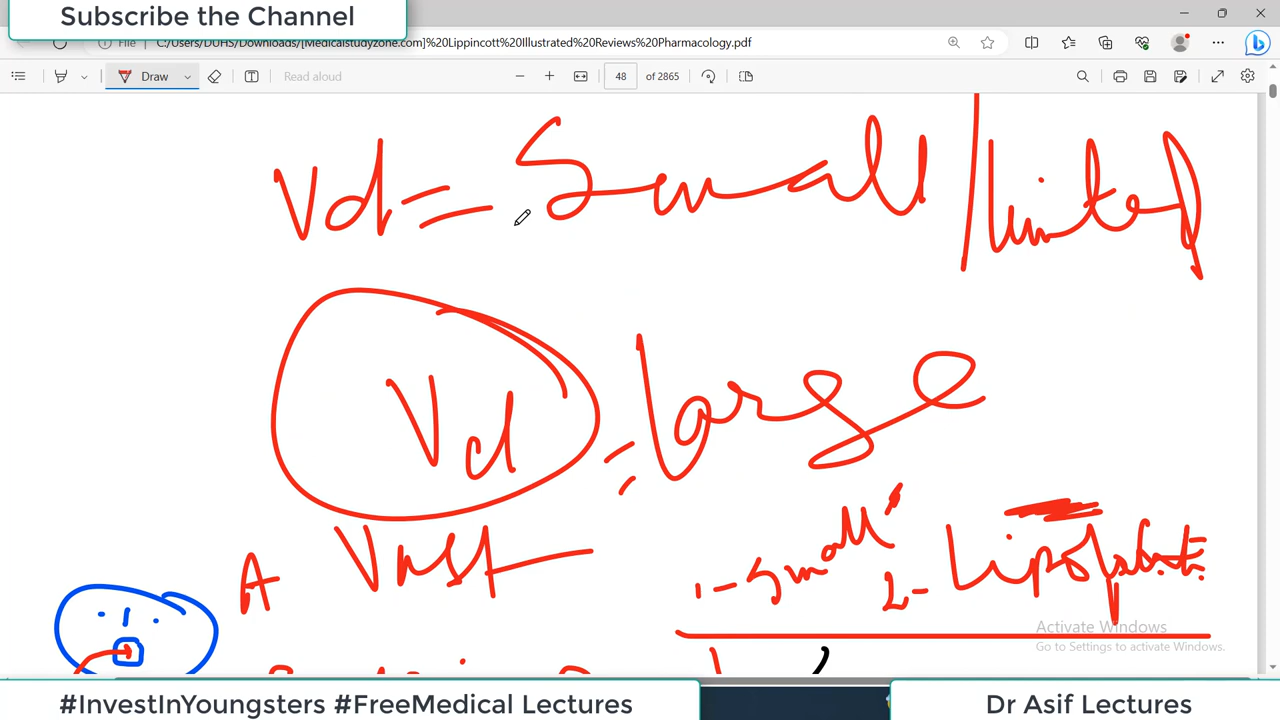 Subscribe the Channel
File
C:/Users/DUHS/Downloads/[Medicalstudyzone.com]%20Lippincott%20Illustrated%20Reviews%20Pharmacology.pdf
Draw
Read aloud
48 of 2865
Vd = Small / limited
Vd = large
A Vast
1- Small
2-
Activate Windows
Go to Settings to activate Windows.
#InvestInYoungsters #FreeMedical Lectures
Dr Asif Lectures